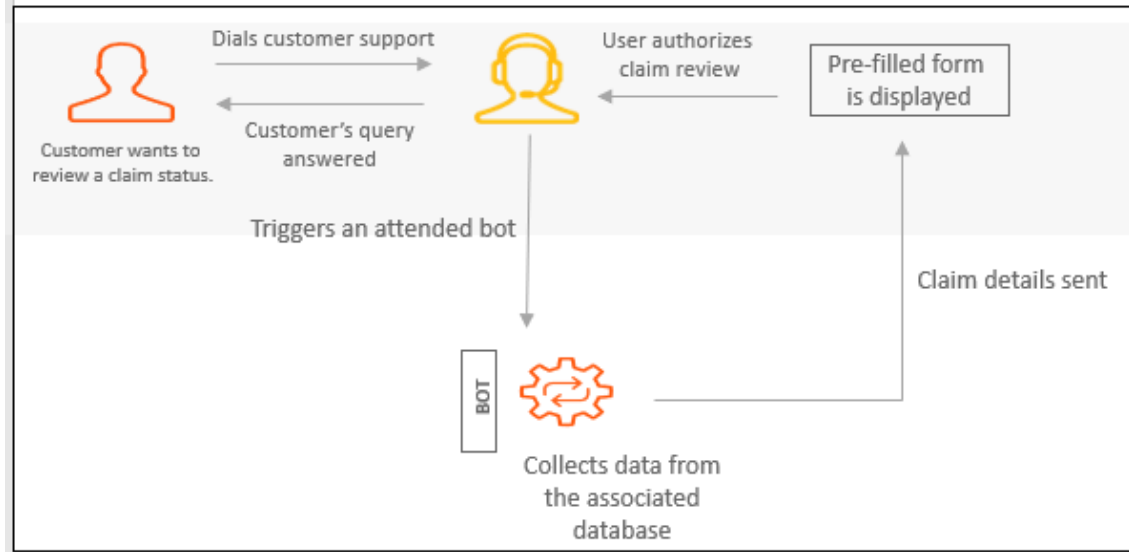 Dials customer support
User authorizes
claim review
Pre-filled form
is displayed
Customer’s query
answered
Customer wants to
review a claim status.
Triggers an attended bot
Claim details sent
BOT
Collects data from
the associated
database